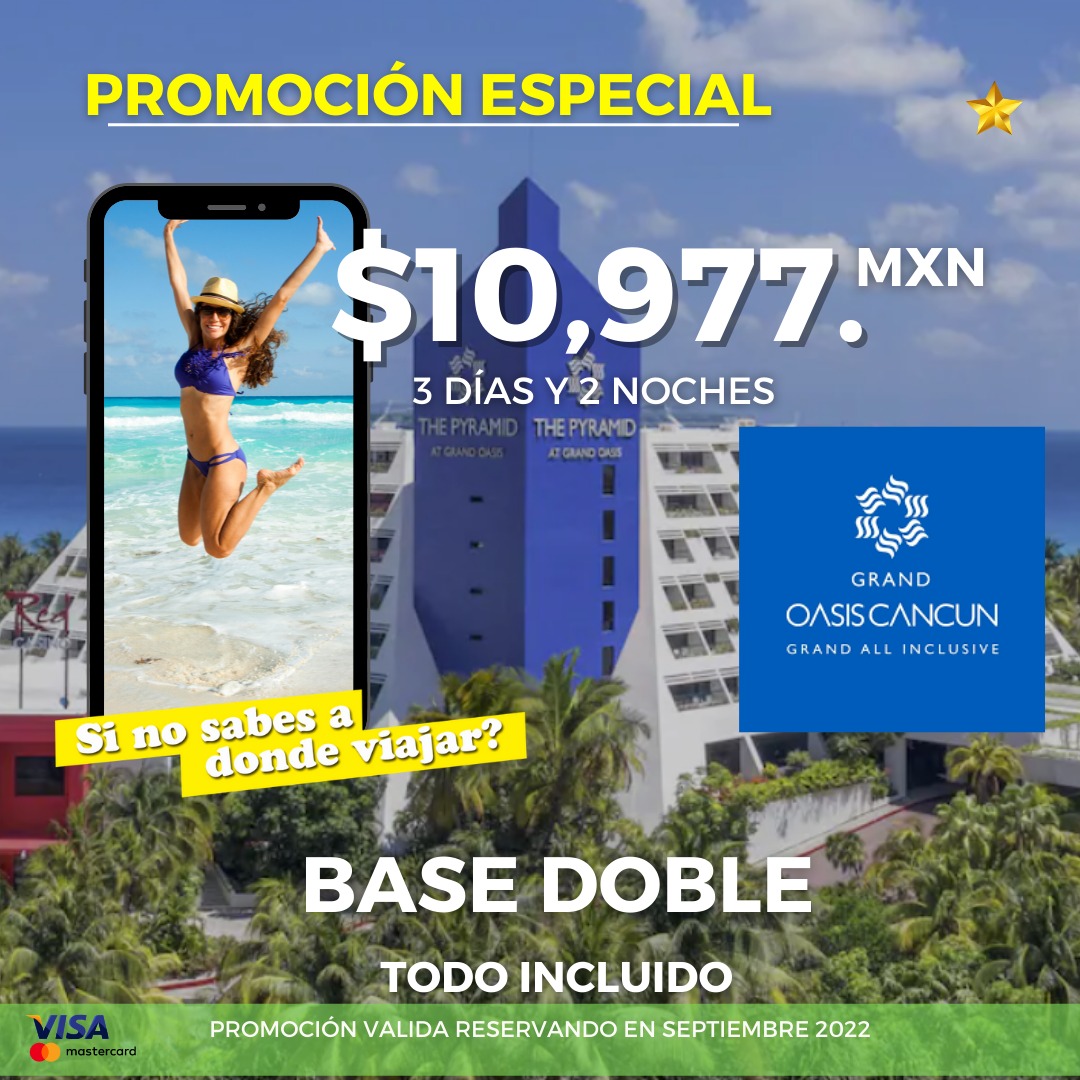 PROMOCIÓN ESPECIAL
$10,977. MXN
3 DÍAS Y 2 NOCHES
THE PYRAMID THE PYRAMID
AT GRAND OASIS AT GRAND OASIS
GRAND
OASIS CANCUN
GRAND ALL INCLUSIVE
Red
Si no sabes a
donde viajar?
BASE DOBLE
TODO INCLUIDO
VISA
mastercard
PROMOCIÓN VALIDA RESERVANDO EN SEPTIEMBRE 2022